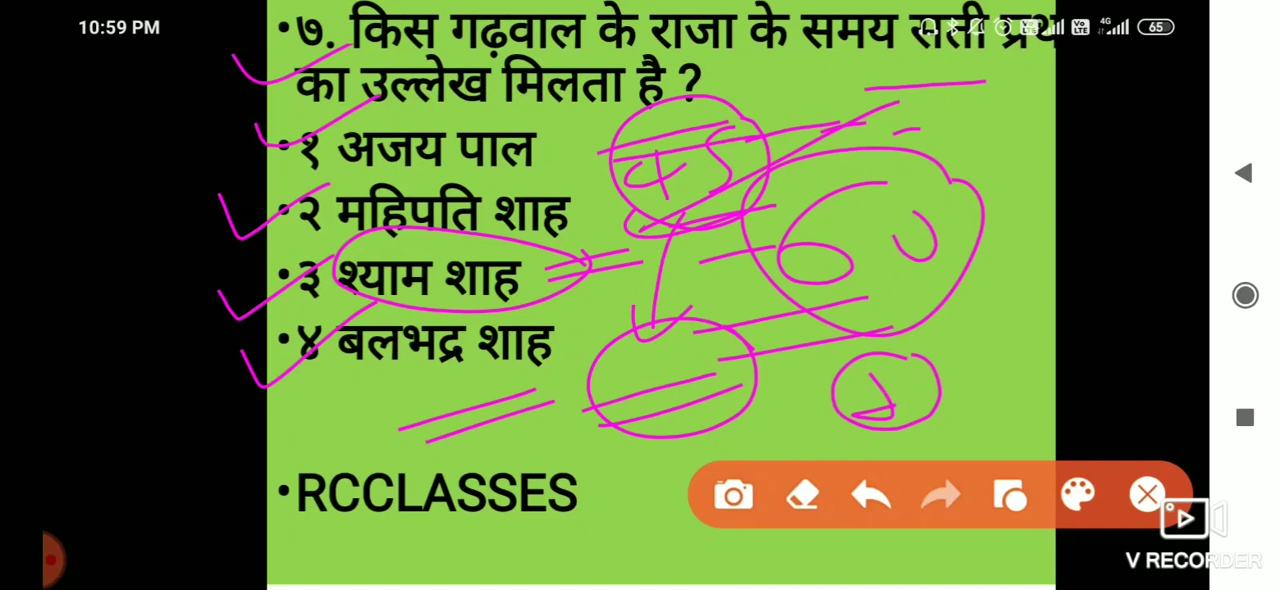 10:59 PM
4G
65
•७. किस गढ़वाल के राजा के समय सती प्रथ
का उल्लेख मिलता है ?
•१ अजय पाल
•२ महिपति शाह
•३ श्याम शाह
•४ बलभद्र शाह
•RCCLASSES
V RECORDER